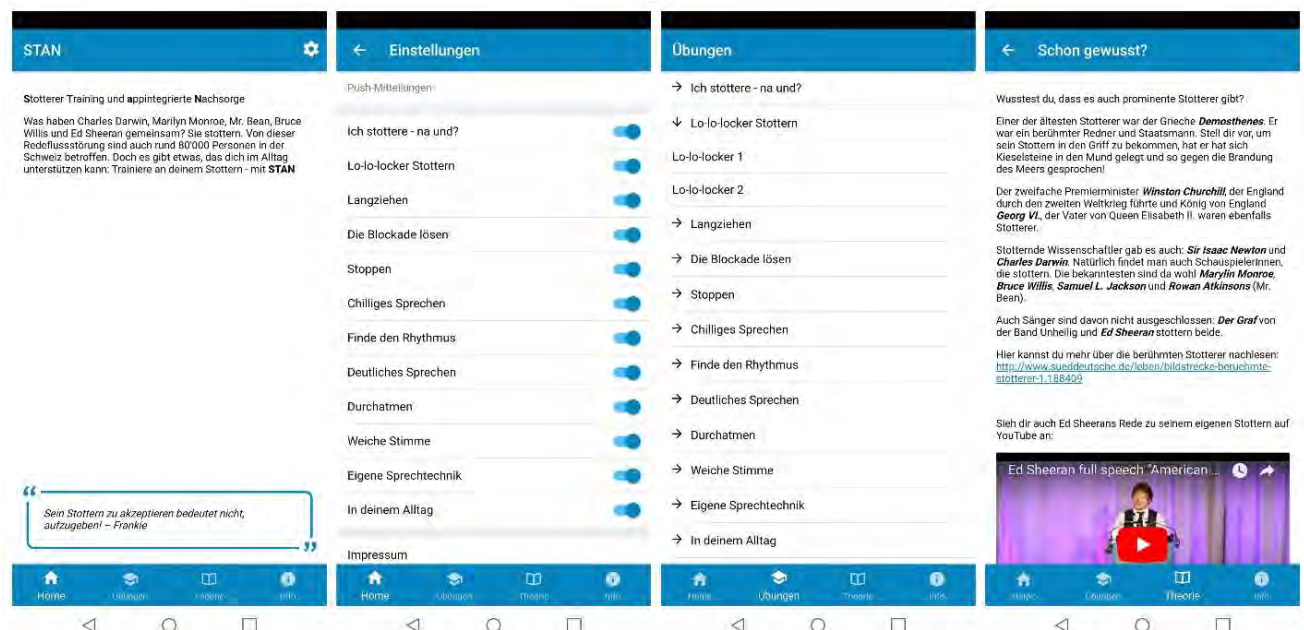 STAN
Stotterer Training und appintegrierte Nachsorge
Was haben Charles Darwin, Marilyn Monroe, Mr. Bean, Bruce
Willis und Ed Sheeran gemeinsam? Sie stottern. Von dieser
Redeflussstörung sind auch rund 80'000 Personen in der
Schweiz betroffen. Doch es gibt etwas, das dich im Alltag
unterstützen kann: Trainiere an deinem Stottern - mit STAN
“
Sein Stottern zu akzeptieren bedeutet nicht,
aufzugeben! – Frankie
”
Home
Übungen
Theorie
Info
← Einstellungen
Push-Mitteilungen
Ich stottere - na und?
Lo-lo-locker Stottern
Langziehen
Die Blockade lösen
Stoppen
Chilliges Sprechen
Finde den Rhythmus
Deutliches Sprechen
Durchatmen
Weiche Stimme
Eigene Sprechtechnik
In deinem Alltag
Impressum
Home
Übungen
Theorie
Info
Übungen
→ Ich stottere - na und?
↓ Lo-lo-locker Stottern
Lo-lo-locker 1
Lo-lo-locker 2
→ Langziehen
→ Die Blockade lösen
→ Stoppen
→ Chilliges Sprechen
→ Finde den Rhythmus
→ Deutliches Sprechen
→ Durchatmen
→ Weiche Stimme
→ Eigene Sprechtechnik
→ In deinem Alltag
Home
Übungen
Theorie
Info
← Schon gewusst?
Wusstest du, dass es auch prominente Stotterer gibt?
Einer der ältesten Stotterer war der Grieche Demosthenes. Er
war ein berühmter Redner und Staatsmann. Stell dir vor, um
sein Stottern in den Griff zu bekommen, hat er hat sich
Kieselsteine in den Mund gelegt und so gegen die Brandung
des Meers gesprochen!
Der zweifache Premierminister Winston Churchill, der England
durch den zweiten Weltkrieg führte und König von England
Georg VI., der Vater von Queen Elisabeth II. waren ebenfalls
Stotterer.
Stotternde Wissenschaftler gab es auch: Sir Isaac Newton und
Charles Darwin. Natürlich findet man auch SchauspielerInnen,
die stottern. Die bekanntesten sind da wohl Marylin Monroe,
Bruce Willis, Samuel L. Jackson und Rowan Atkinsons (Mr.
Bean).
Auch Sänger sind davon nicht ausgeschlossen: Der Graf von
der Band Unheilig und Ed Sheeran stottern beide.
Hier kannst du mehr über die berühmten Stotterer nachlesen:
http://www.sueddeutsche.de/leben/bildstrecke-beruehmte-
stotterer-1.188409
Sieh dir auch Ed Sheerans Rede zu seinem eigenen Stottern auf
YouTube an:
Ed Sheeran full speech "American ...
Home
Übungen
Theorie
Info